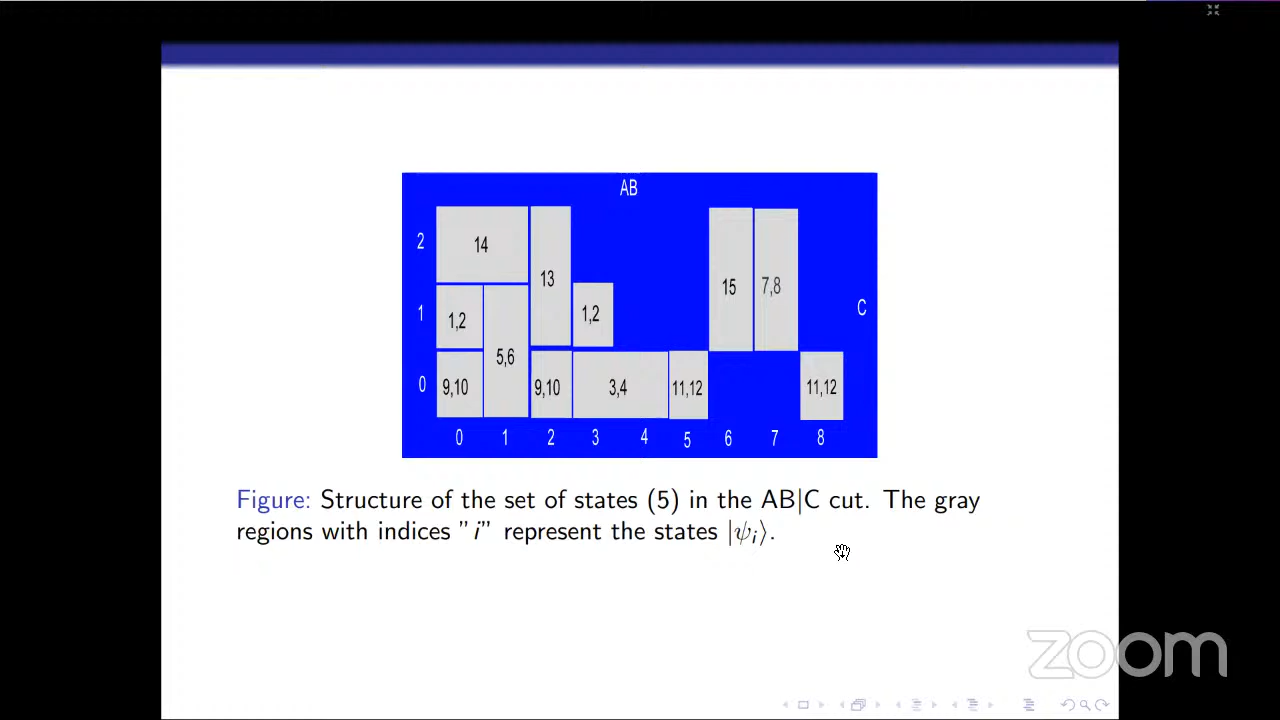 AB
2 14 13 15 7,8
1 1,2 5,6 1,2 C
0 9,10 9,10 3,4 11,12 11,12
0 1 2 3 4 5 6 7 8
Figure: Structure of the set of states (5) in the AB|C cut. The gray
regions with indices "i" represent the states |ψᵢ⟩.
zoom